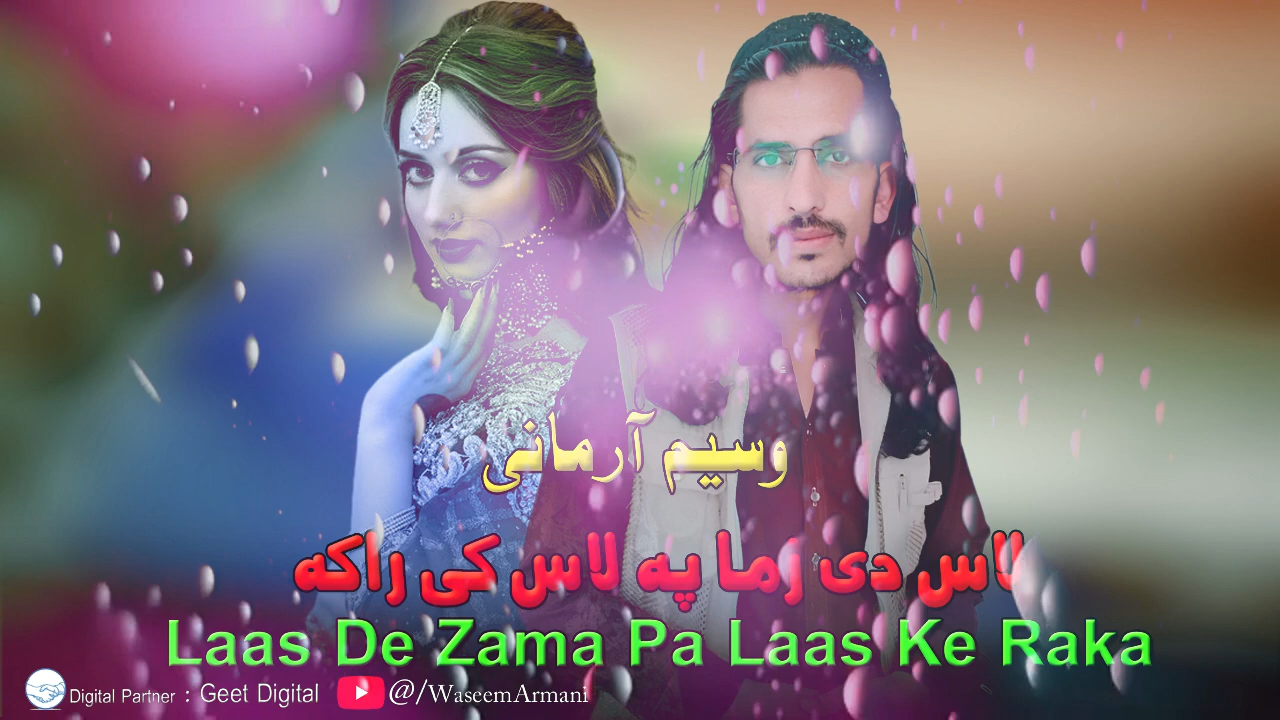 وسیم آرمانی
لاس دی زما په لاس کی راکه
Laas De Zama Pa Laas Ke Raka
Digital Partner : Geet Digital @/WaseemArmani